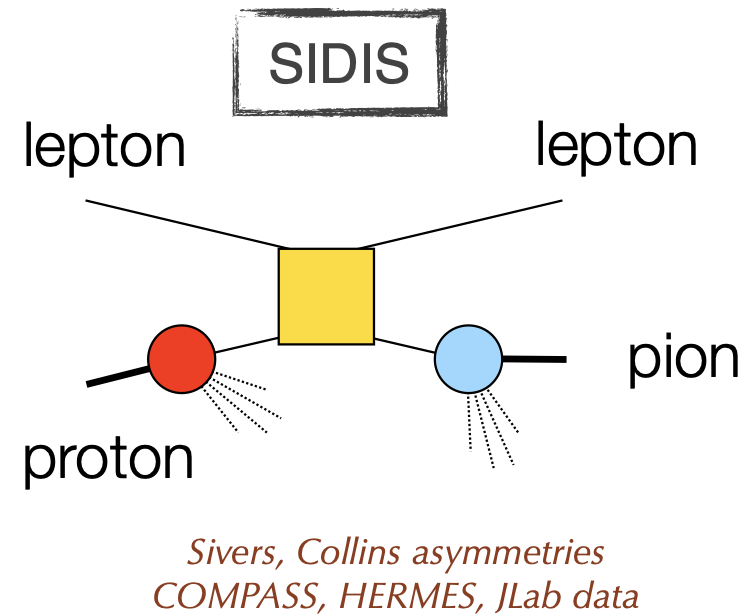 SIDIS
lepton
lepton
pion
proton
Sivers, Collins asymmetries
COMPASS, HERMES, JLab data